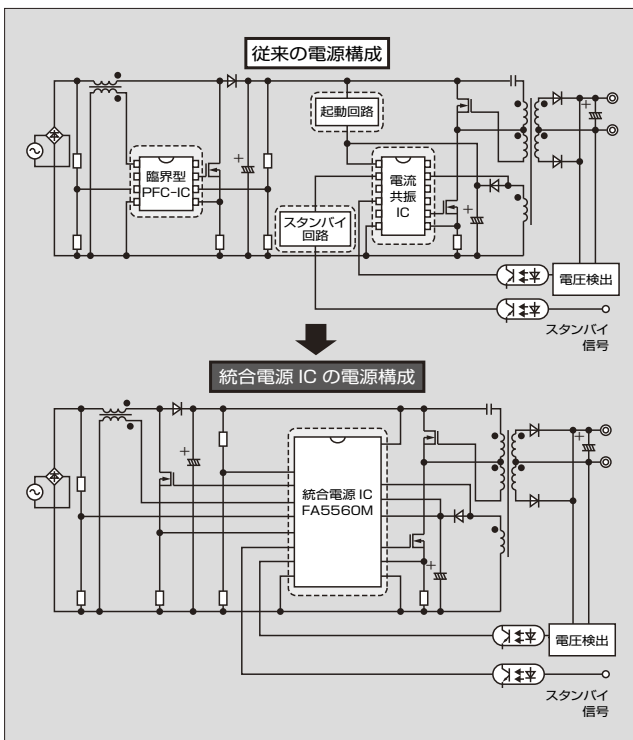 従来の電源構成
起動回路
臨界型
PFC-IC
電流
共振
IC
スタンバイ
回路
+
+
+
電圧検出
スタンバイ
信号
統合電源 IC の電源構成
統合電源 IC
FA5560M
+
+
+
電圧検出
スタンバイ
信号